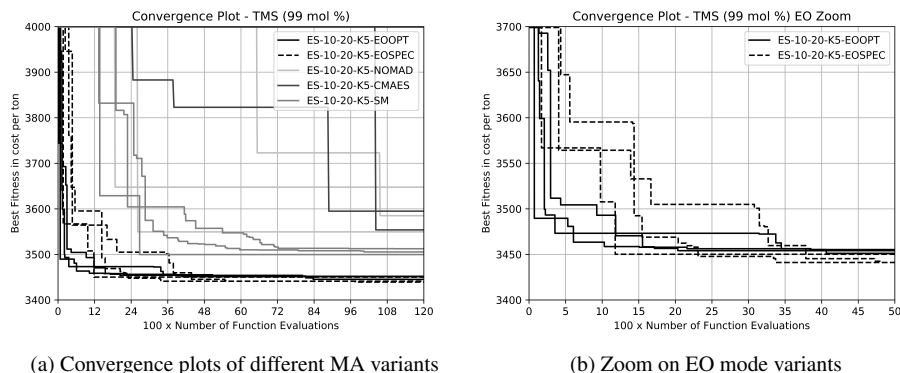 Convergence Plot - TMS (99 mol %)
Best Fitness in cost per ton
4000
3900
3800
3700
3600
3500
3400
ES-10-20-K5-EOOPT
ES-10-20-K5-EOSPEC
ES-10-20-K5-NOMAD
ES-10-20-K5-CMAES
ES-10-20-K5-SM
0 12 24 36 48 60 72 84 96 108 120
100 x Number of Function Evaluations
(a) Convergence plots of different MA variants
Convergence Plot - TMS (99 mol %) EO Zoom
Best Fitness in cost per ton
3700
3650
3600
3550
3500
3450
3400
ES-10-20-K5-EOOPT
ES-10-20-K5-EOSPEC
0 5 10 15 20 25 30 35 40 45 50
100 x Number of Function Evaluations
(b) Zoom on EO mode variants